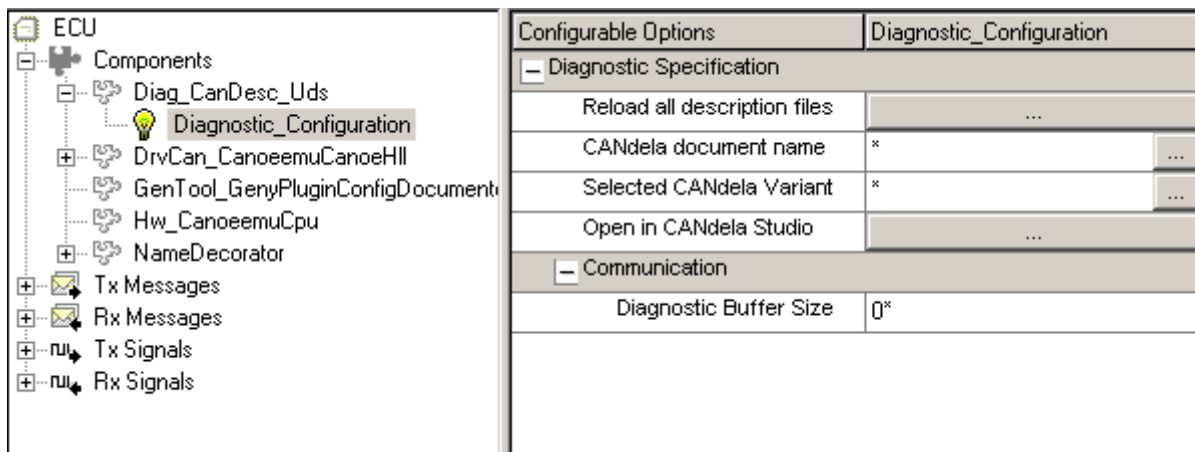 ECU
Components
Diag_CanDesc_Uds
Diagnostic_Configuration
DrvCan_CanoeemuCanoeHll
GenTool_GenyPluginConfigDocument
Hw_CanoeemuCpu
NameDecorator
Tx Messages
Rx Messages
Tx Signals
Rx Signals
Configurable Options Diagnostic_Configuration
Diagnostic Specification
Reload all description files ...
CANdela document name * ...
Selected CANdela Variant * ...
Open in CANdela Studio ...
Communication
Diagnostic Buffer Size 0*